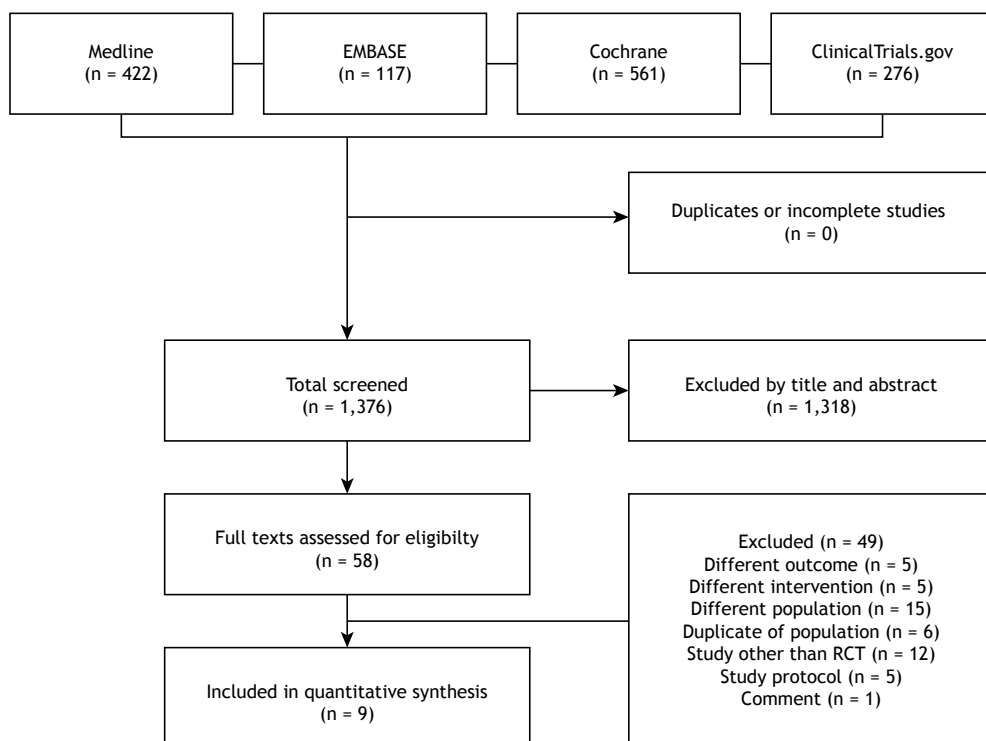 Medline
(n = 422)
EMBASE
(n = 117)
Cochrane
(n = 561)
ClinicalTrials.gov
(n = 276)
Duplicates or incomplete studies
(n = 0)
Total screened
(n = 1,376)
Excluded by title and abstract
(n = 1,318)
Full texts assessed for eligibilty
(n = 58)
Excluded (n = 49)
Different outcome (n = 5)
Different intervention (n = 5)
Different population (n = 15)
Duplicate of population (n = 6)
Study other than RCT (n = 12)
Study protocol (n = 5)
Comment (n = 1)
Included in quantitative synthesis
(n = 9)